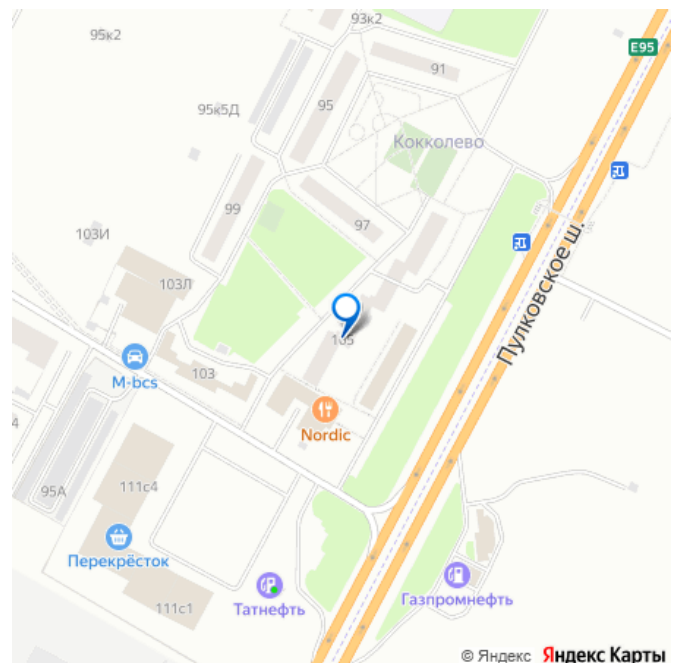 93к2
95к2
E95
91
95
95к5Д
Кокколево
99
97
103И
Пулковское ш.
103Л
105
M-bcs
103
Nordic
4
95А
111с4
Перекрёсток
Татнефть
Газпромнефть
111с1
© Яндекс Яндекс Карты